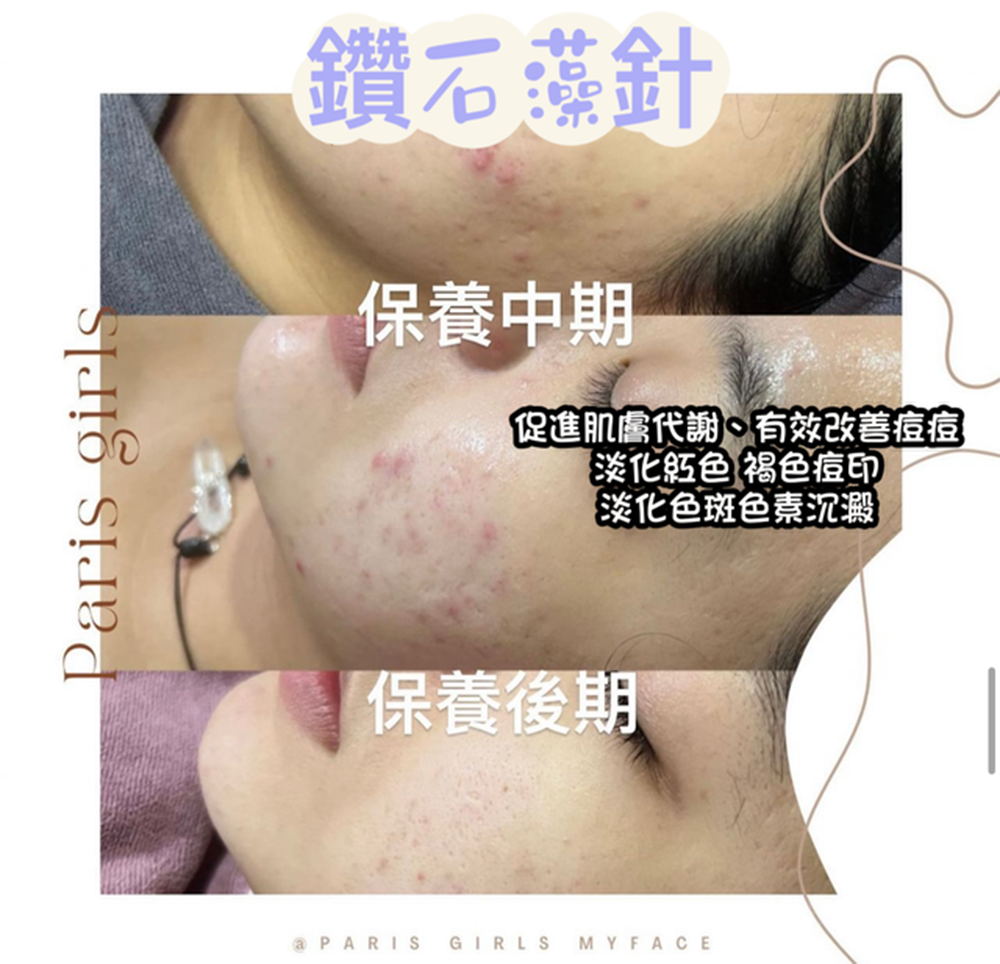 鑽石藻針
保養中期
促進肌膚代謝、有效改善痘痘
淡化紅色 褐色痘印
淡化色斑色素沉澱
Paris girls
保養後期
@PARIS GIRLS MYFACE